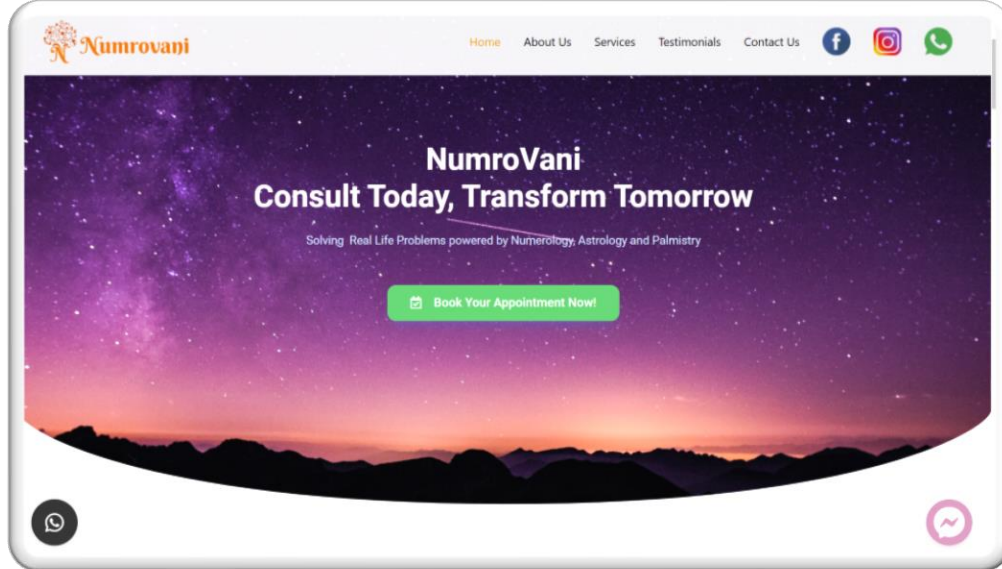 Numrovani
Home About Us Services Testimonials Contact Us
NumroVani
Consult Today, Transform Tomorrow
Solving Real Life Problems powered by Numerology, Astrology and Palmistry
Book Your Appointment Now!